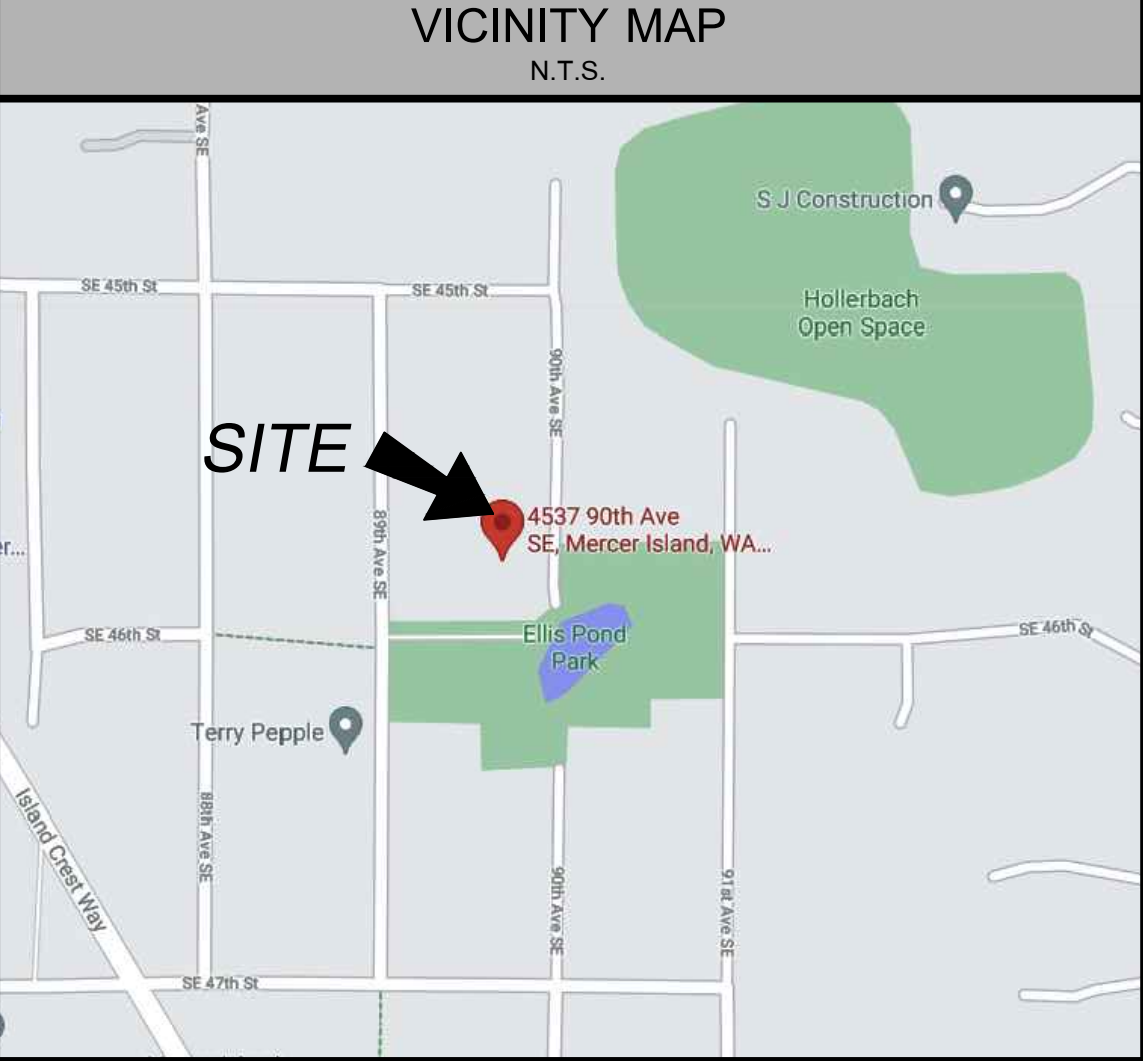 VICINITY MAP
N.T.S.
Ave SE
S J Construction
SE 45th St
SE 45th St
Hollerbach
Open Space
90th Ave SE
SITE
4537 90th Ave
SE, Mercer Island, WA...
89th Ave SE
er...
SE 46th St
Ellis Pond
Park
SE 46th St
Terry Pepple
Island Crest Way
88th Ave SE
90th Ave SE
91st Ave SE
SE 47th St